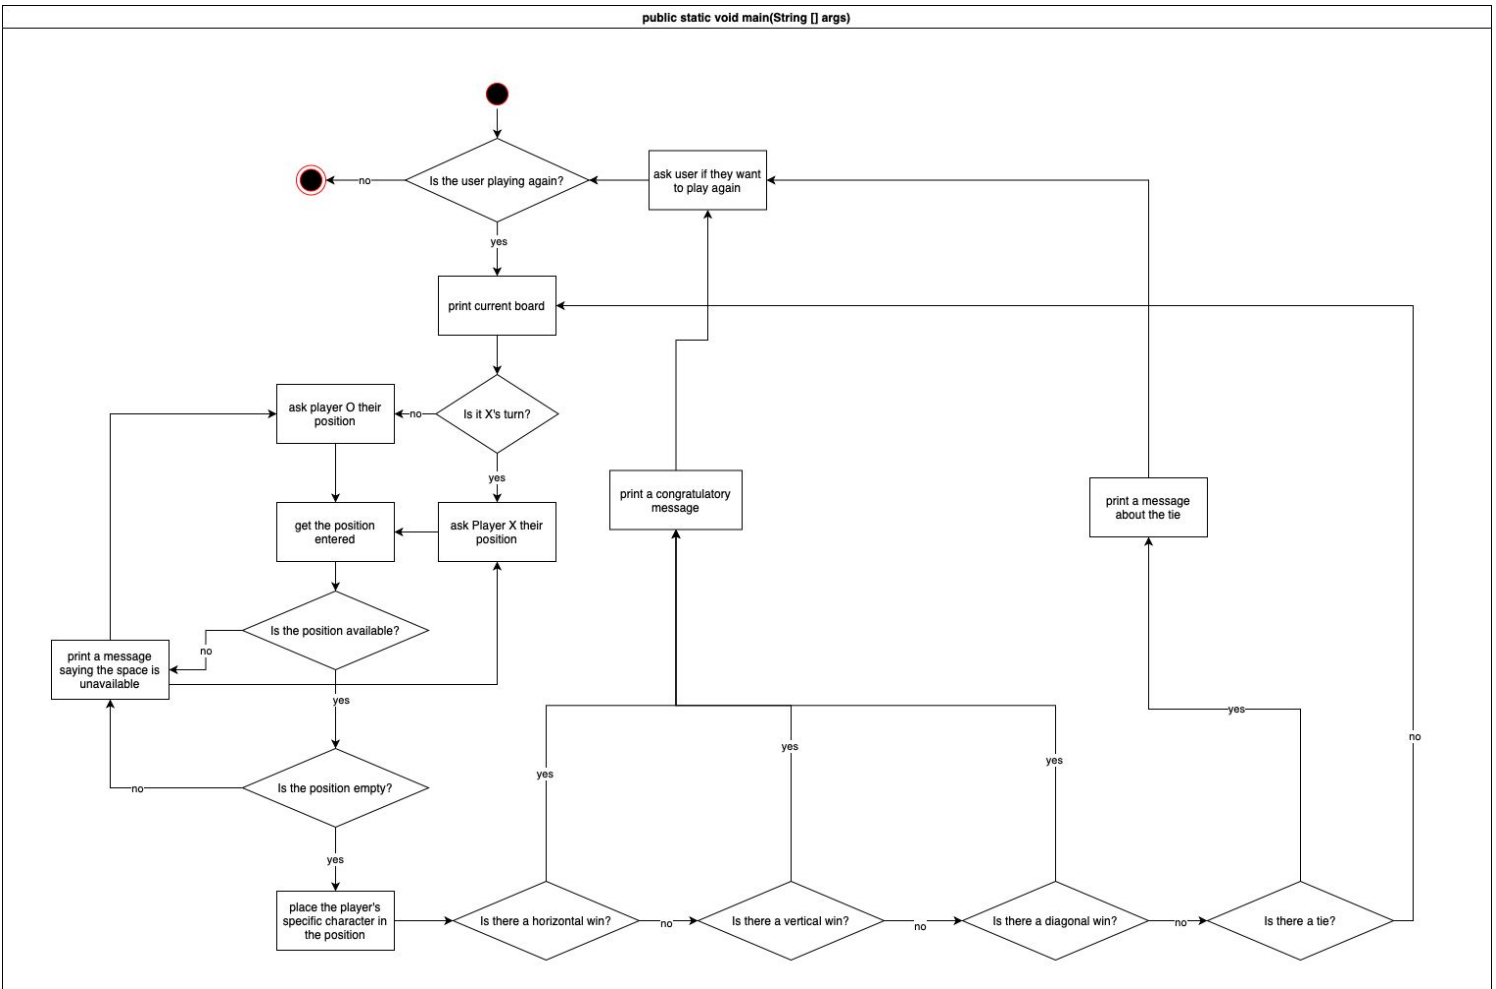 public static void main(String [] args)
Is the user playing again?
no
ask user if they want
to play again
yes
print current board
ask player O their
position
no
Is it X's turn?
yes
print a congratulatory
message
print a message
about the tie
get the position
entered
ask Player X their
position
Is the position available?
no
print a message
saying the space is
unavailable
yes
yes
no
yes
yes
yes
Is the position empty?
no
yes
place the player's
specific character in
the position
Is there a horizontal win?
no
Is there a vertical win?
no
Is there a diagonal win?
no
Is there a tie?